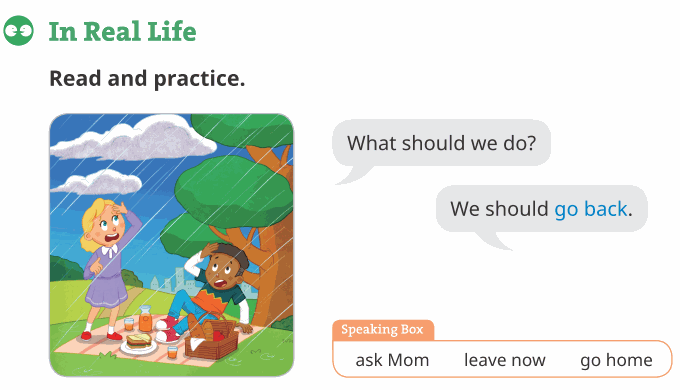 In Real Life
Read and practice.
What should we do?
We should go back.
Speaking Box
ask Mom leave now go home